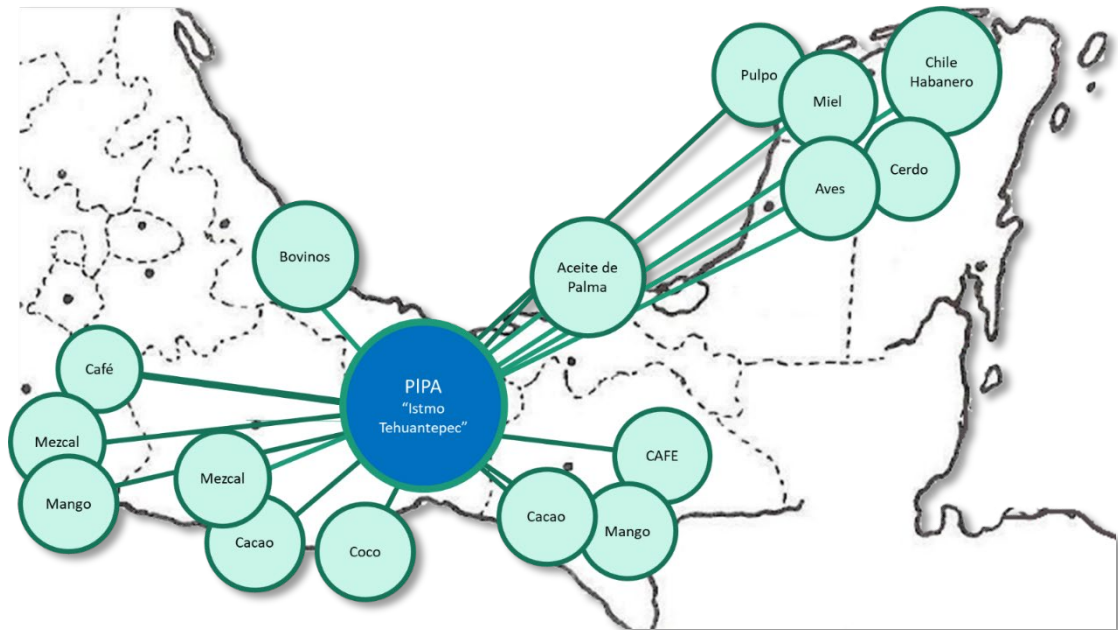 Pulpo
Miel
Chile
Habanero
Cerdo
Aves
Bovinos
Aceite de
Palma
PIPA
“Istmo
Tehuantepec”
Café
Mezcal
Mango
Mezcal
Cacao
Coco
CAFE
Cacao
Mango